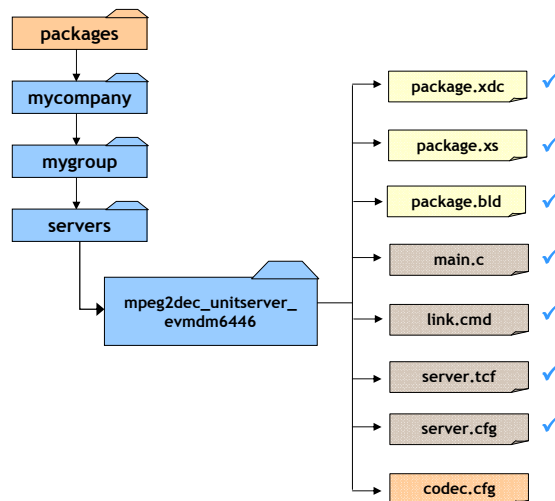 packages
mycompany
mygroup
servers
mpeg2dec_unitserver_
evmdm6446
package.xdc
package.xs
package.bld
main.c
link.cmd
server.tcf
server.cfg
codec.cfg